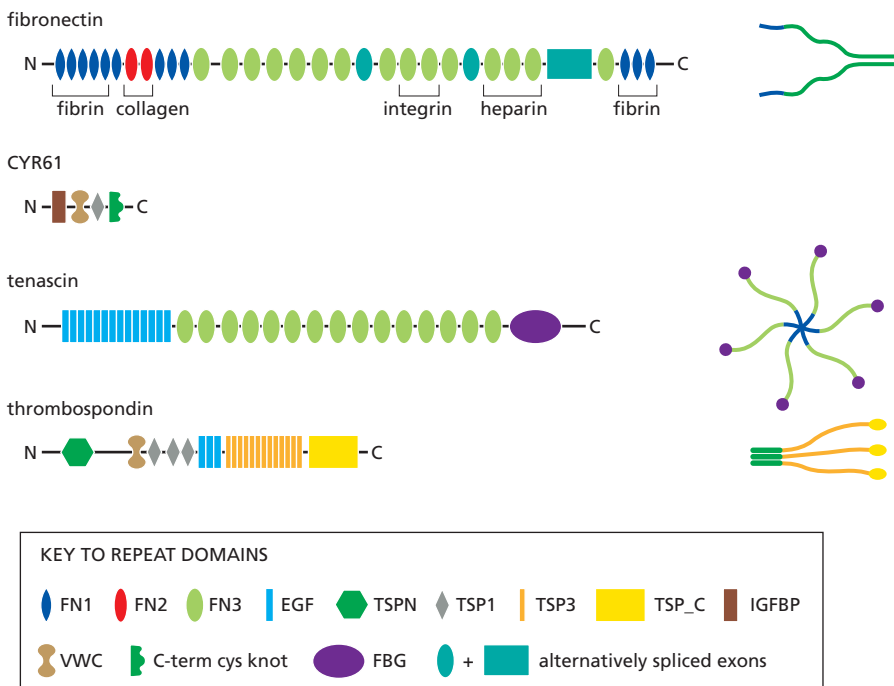 fibronectin
N C
fibrin collagen integrin heparin fibrin
CYR61
N C
tenascin
N C
thrombospondin
N C
KEY TO REPEAT DOMAINS
FN1 FN2 FN3 EGF TSPN TSP1 TSP3 TSP_C IGFBP
VWC C-term cys knot FBG + alternatively spliced exons